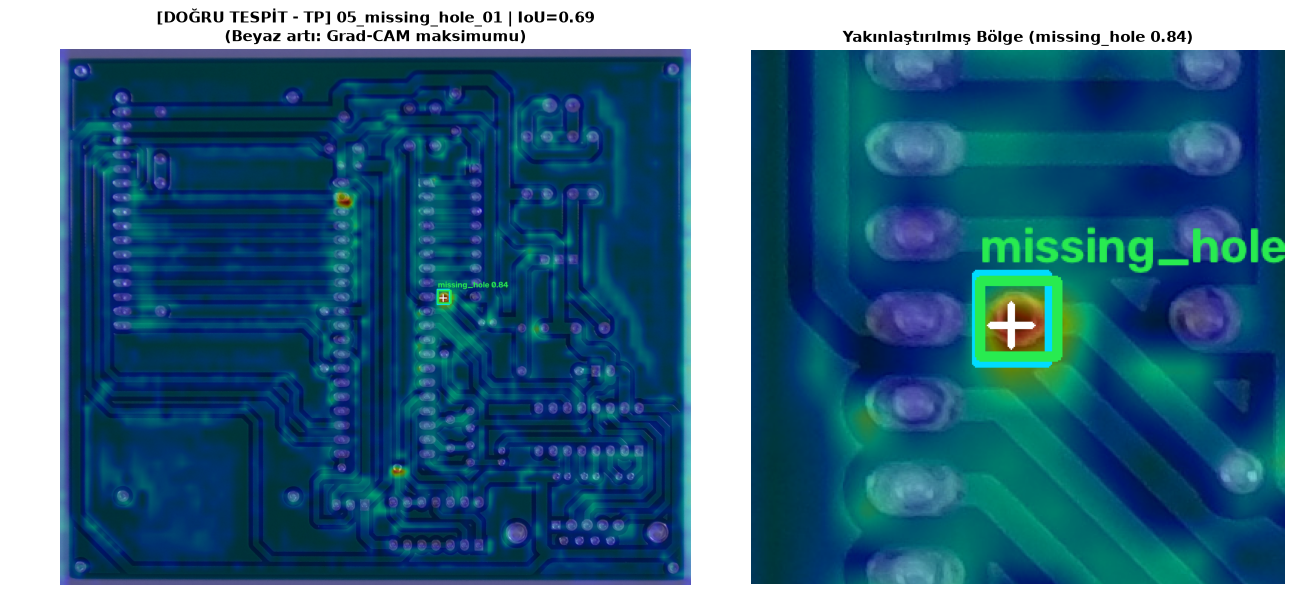 [DOĞRU TESPİT - TP] 05_missing_hole_01 | IoU=0.69
(Beyaz artı: Grad-CAM maksimumu)
missing_hole 0.84
Yakınlaştırılmış Bölge (missing_hole 0.84)
missing_hole